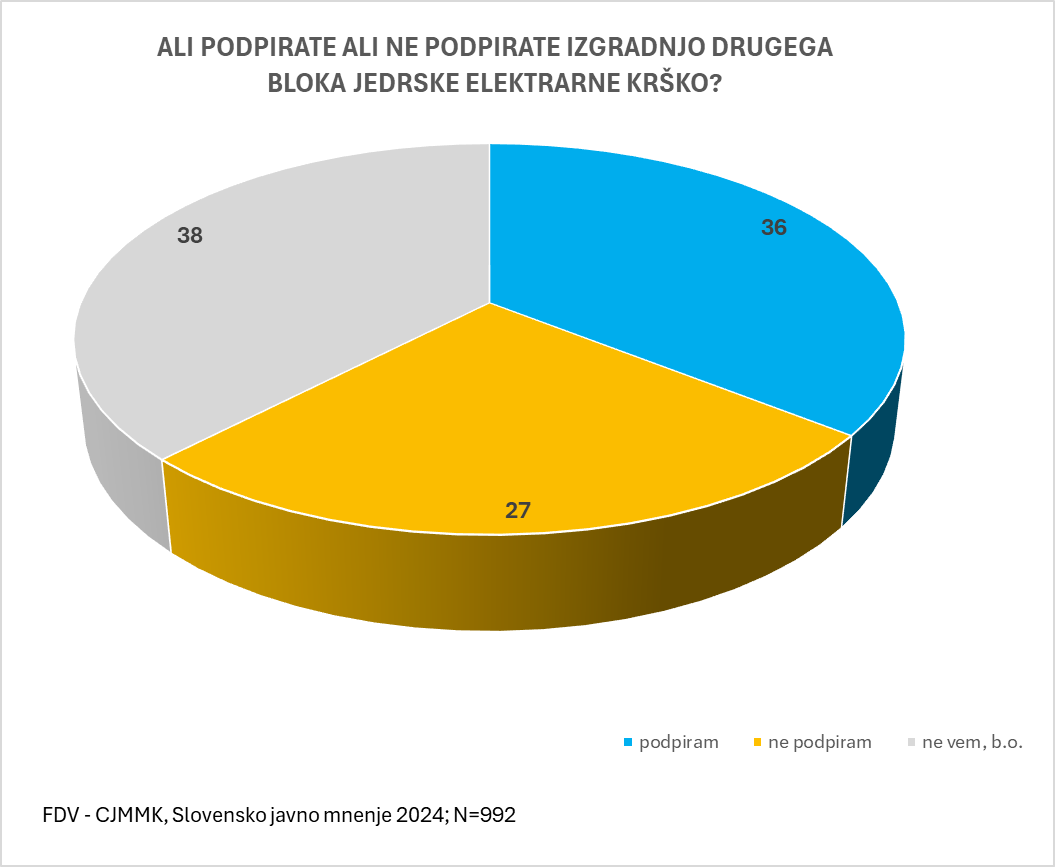 ALI PODPIRATE ALI NE PODPIRATE IZGRADNJO DRUGEGA
BLOKA JEDRSKE ELEKTRARNE KRŠKO?
38
36
27
podpiram
ne podpiram
ne vem, b.o.
FDV - CJMMK, Slovensko javno mnenje 2024; N=992